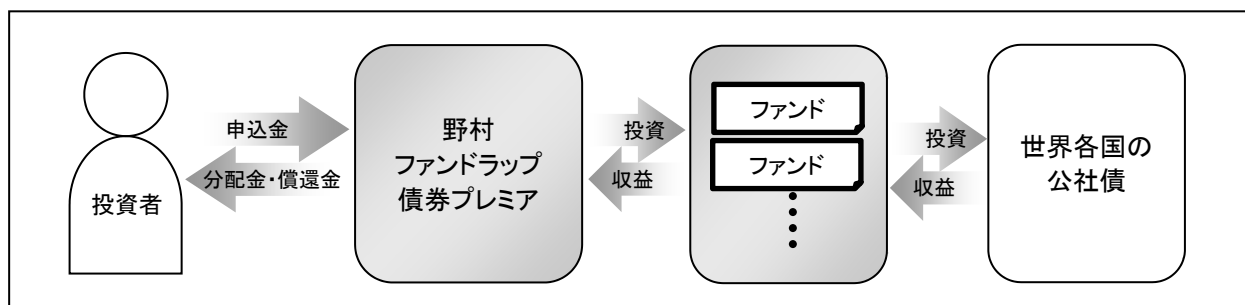 投資者
申込金
分配金・償還金
野村
ファンドラップ
債券プレミア
投資
収益
ファンド
ファンド
投資
収益
世界各国の
公社債